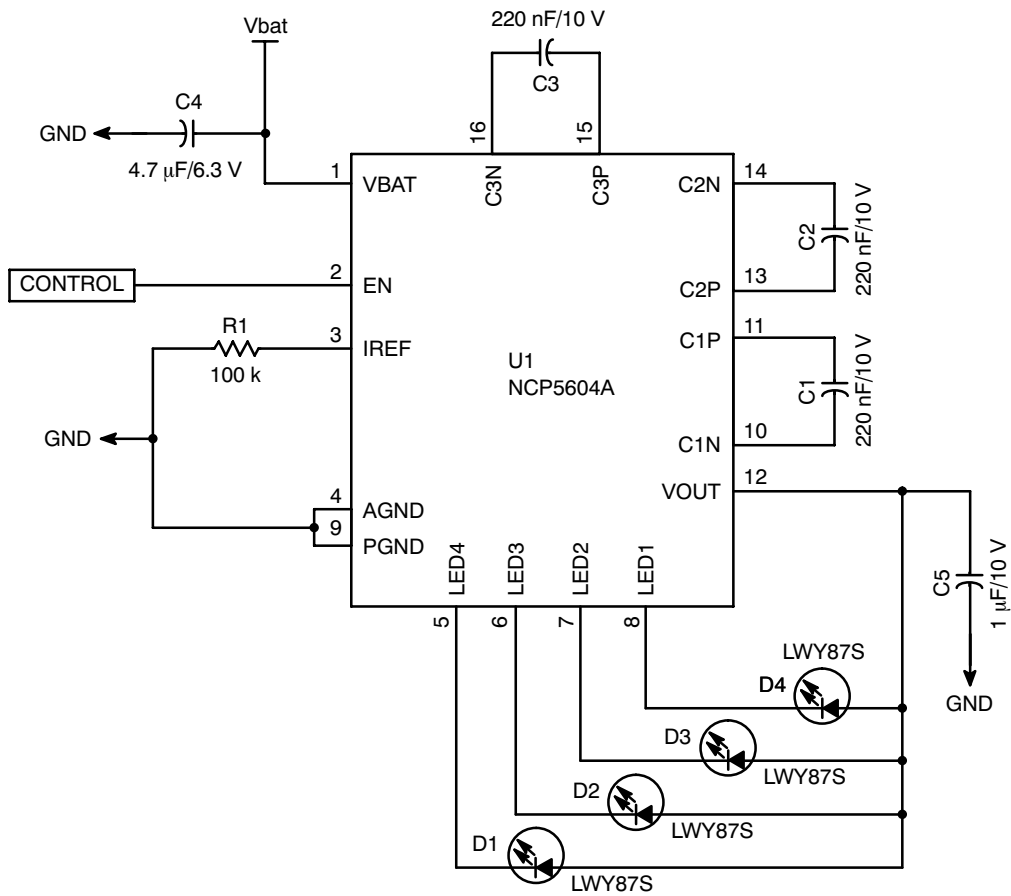 220 nF/10 V
C3
Vbat
C4
GND
4.7 μF/6.3 V
16
15
1
VBAT
C3N
C3P
C2N
14
C2
220 nF/10 V
CONTROL
2
EN
C2P
13
R1
3
IREF
100 k
C1P
11
U1
NCP5604A
C1
220 nF/10 V
GND
C1N
10
4
AGND
9
PGND
VOUT
12
LED4
LED3
LED2
LED1
C5
1 μF/10 V
5
6
7
8
LWY87S
D4
GND
D3
LWY87S
D2
LWY87S
D1
LWY87S